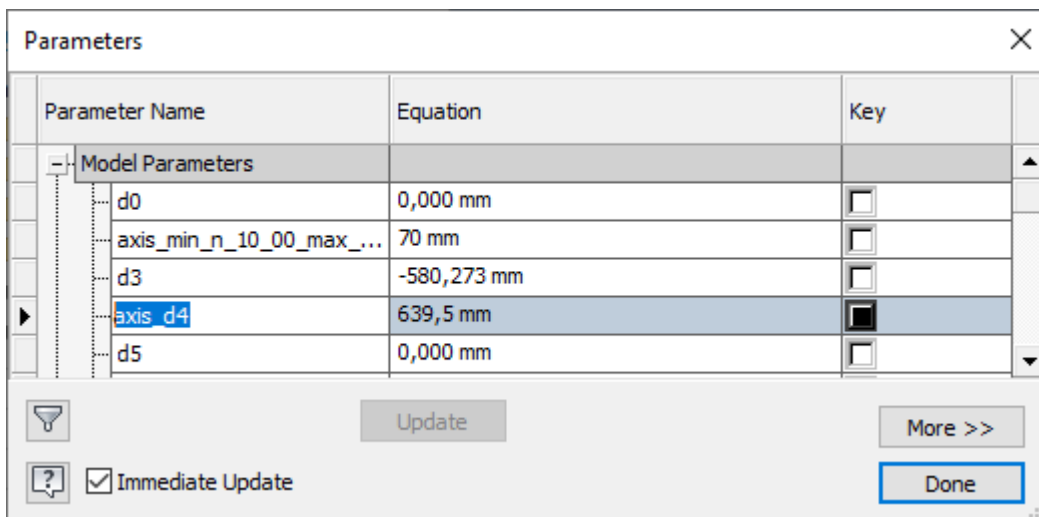 Parameters
Parameter Name Equation Key
Model Parameters
d0 0,000 mm
axis_min_n_10_00_max_... 70 mm
d3 -580,273 mm
axis_d4 639,5 mm
d5 0,000 mm
Update
More >>
Immediate Update
Done